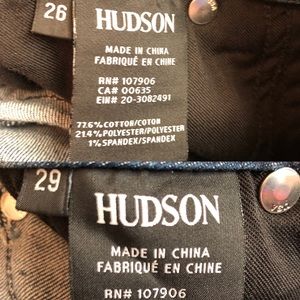 26
HUDSON
MADE IN CHINA
FABRIQUÉ EN CHINE
RN# 107906
CA# 00635
EIN# 20-3082491
77.6% COTTON/COTON
21.4% POLYESTER/POLYESTER
1% SPANDEX/SPANDEX
29
HUDSON
MADE IN CHINA
FABRIQUÉ EN CHINE
RN# 107906